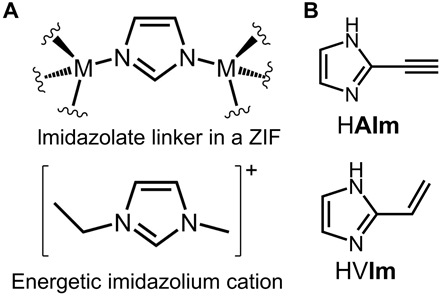 A
M N N M
Imidazolate linker in a ZIF
N N
+
Energetic imidazolium cation
B
H
N
N
HAIm
H
N
N
HVIm